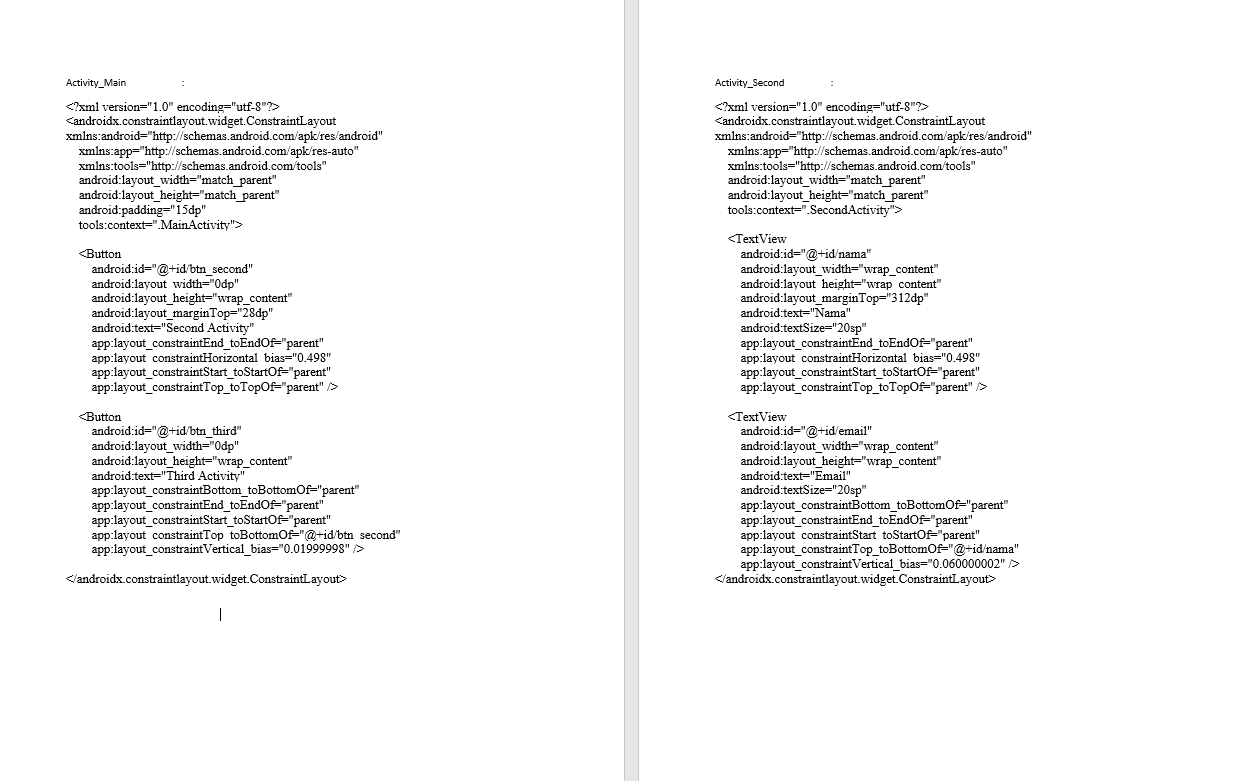 Activity_Main :
<?xml version="1.0" encoding="utf-8"?>
<androidx.constraintlayout.widget.ConstraintLayout
xmlns:android="http://schemas.android.com/apk/res/android"
xmlns:app="http://schemas.android.com/apk/res-auto"
xmlns:tools="http://schemas.android.com/tools"
android:layout_width="match_parent"
android:layout_height="match_parent"
android:padding="15dp"
tools:context=".MainActivity">
<Button
android:id="@+id/btn_second"
android:layout_width="0dp"
android:layout_height="wrap_content"
android:layout_marginTop="28dp"
android:text="Second Activity"
app:layout_constraintEnd_toEndOf="parent"
app:layout_constraintHorizontal_bias="0.498"
app:layout_constraintStart_toStartOf="parent"
app:layout_constraintTop_toTopOf="parent" />
<Button
android:id="@+id/btn_third"
android:layout_width="0dp"
android:layout_height="wrap_content"
android:text="Third Activity"
app:layout_constraintBottom_toBottomOf="parent"
app:layout_constraintEnd_toEndOf="parent"
app:layout_constraintStart_toStartOf="parent"
app:layout_constraintTop_toBottomOf="@+id/btn_second"
app:layout_constraintVertical_bias="0.01999998" />
</androidx.constraintlayout.widget.ConstraintLayout>
Activity_Second :
<?xml version="1.0" encoding="utf-8"?>
<androidx.constraintlayout.widget.ConstraintLayout
xmlns:android="http://schemas.android.com/apk/res/android"
xmlns:app="http://schemas.android.com/apk/res-auto"
xmlns:tools="http://schemas.android.com/tools"
android:layout_width="match_parent"
android:layout_height="match_parent"
tools:context=".SecondActivity">
<TextView
android:id="@+id/nama"
android:layout_width="wrap_content"
android:layout_height="wrap_content"
android:layout_marginTop="312dp"
android:text="Nama"
android:textSize="20sp"
app:layout_constraintEnd_toEndOf="parent"
app:layout_constraintHorizontal_bias="0.498"
app:layout_constraintStart_toStartOf="parent"
app:layout_constraintTop_toTopOf="parent" />
<TextView
android:id="@+id/email"
android:layout_width="wrap_content"
android:layout_height="wrap_content"
android:text="Email"
android:textSize="20sp"
app:layout_constraintBottom_toBottomOf="parent"
app:layout_constraintEnd_toEndOf="parent"
app:layout_constraintStart_toStartOf="parent"
app:layout_constraintTop_toBottomOf="@+id/nama"
app:layout_constraintVertical_bias="0.060000002" />
</androidx.constraintlayout.widget.ConstraintLayout>